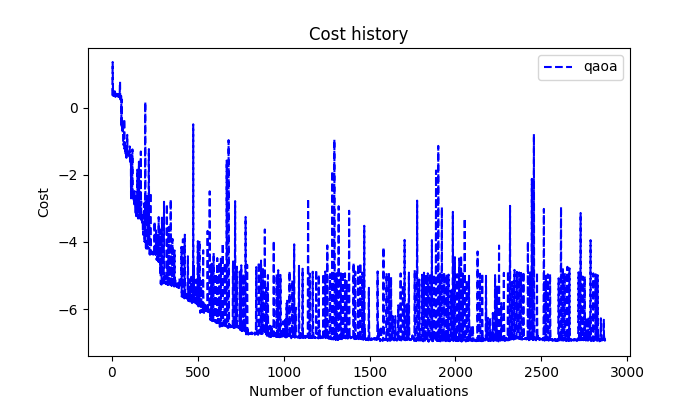 Cost history
qaoa
Cost
0
−2
−4
−6
0 500 1000 1500 2000 2500 3000
Number of function evaluations